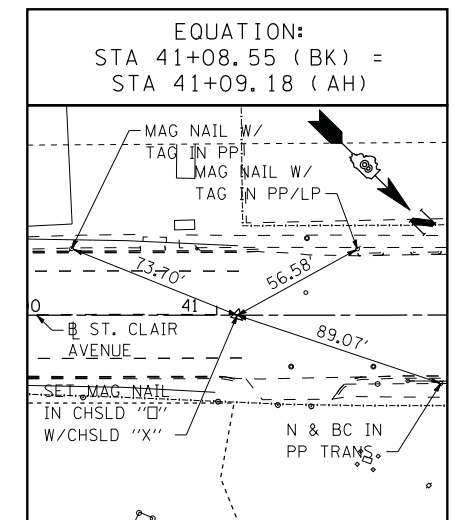 EQUATION:
STA 41+08.55 (BK) =
STA 41+09.18 (AH)
MAG NAIL W/
TAG IN PP
MAG NAIL W/
TAG IN PP/LP
73.70'
56.58'
41
89.07'
ST. CLAIR
AVENUE
SET MAG NAIL
IN CHSLD "□"
W/CHSLD "X"
N & BC IN
PP TRANS.